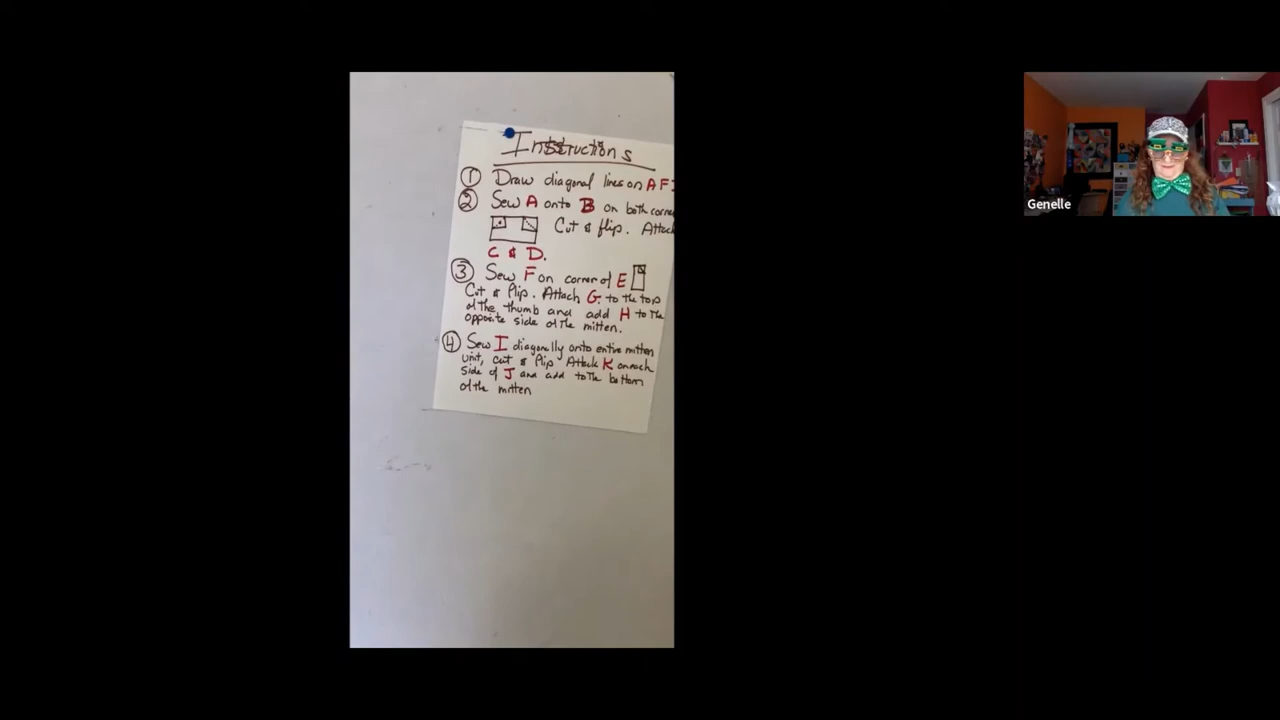 Instructions
① Draw diagonal lines on A F
② Sew A onto B on both
Cut & flip. Attach
C & D.
③ Sew F on corner of E
Cut & flip. Attach G to the top
of the thumb and add H to the
opposite side of the mitten.
④ Sew I diagonally onto entire mitten
unit, cut & flip Attach K on each
side of J and add to the bottom
of the mitten
Genelle